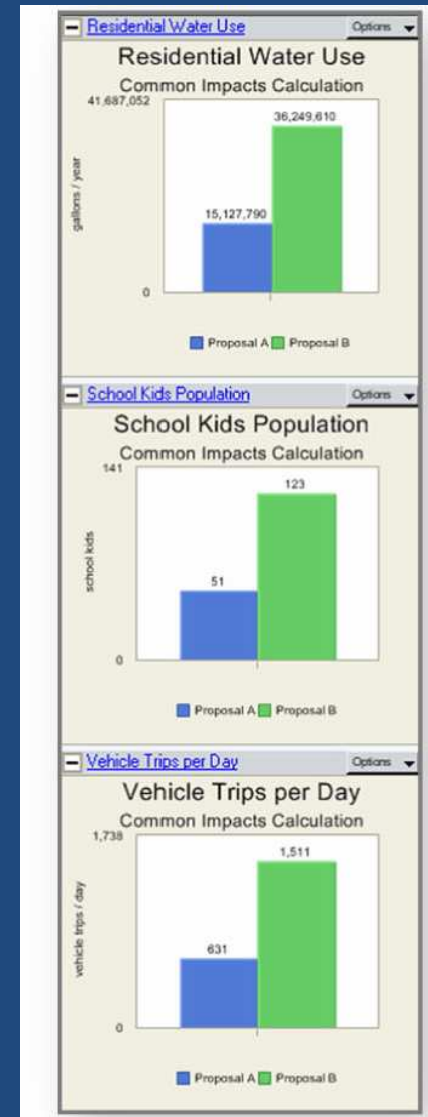 Residential Water Use Options
Residential Water Use
Common Impacts Calculation
41,687,052
36,249,610
15,127,790
gallons / year
0
Proposal A Proposal B
School Kids Population Options
School Kids Population
Common Impacts Calculation
141
123
51
school kids
0
Proposal A Proposal B
Vehicle Trips per Day Options
Vehicle Trips per Day
Common Impacts Calculation
1,738
1,511
631
vehicle trips / day
0
Proposal A Proposal B